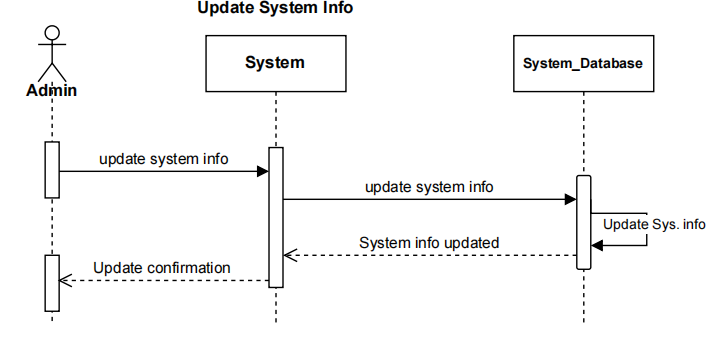 Update System Info
System
System_Database
Admin
update system info
update system info
Update Sys. info
System info updated
Update confirmation